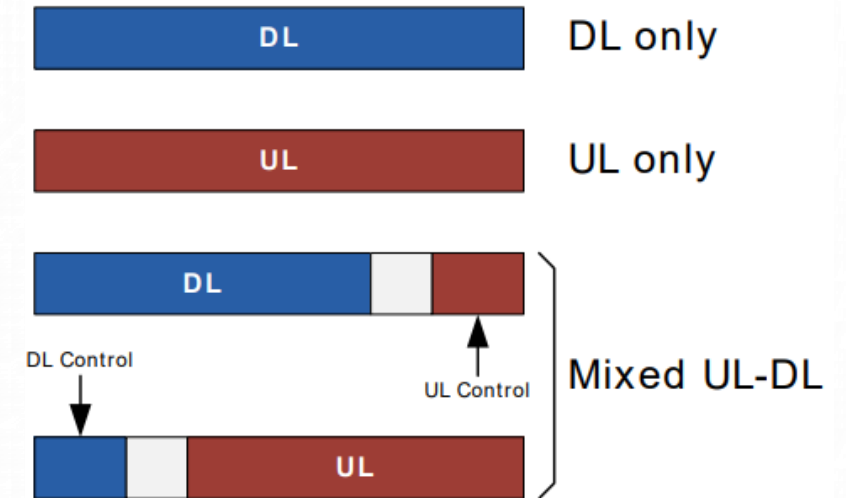 DL
DL only
UL
UL only
DL
DL Control
UL Control
Mixed UL-DL
UL